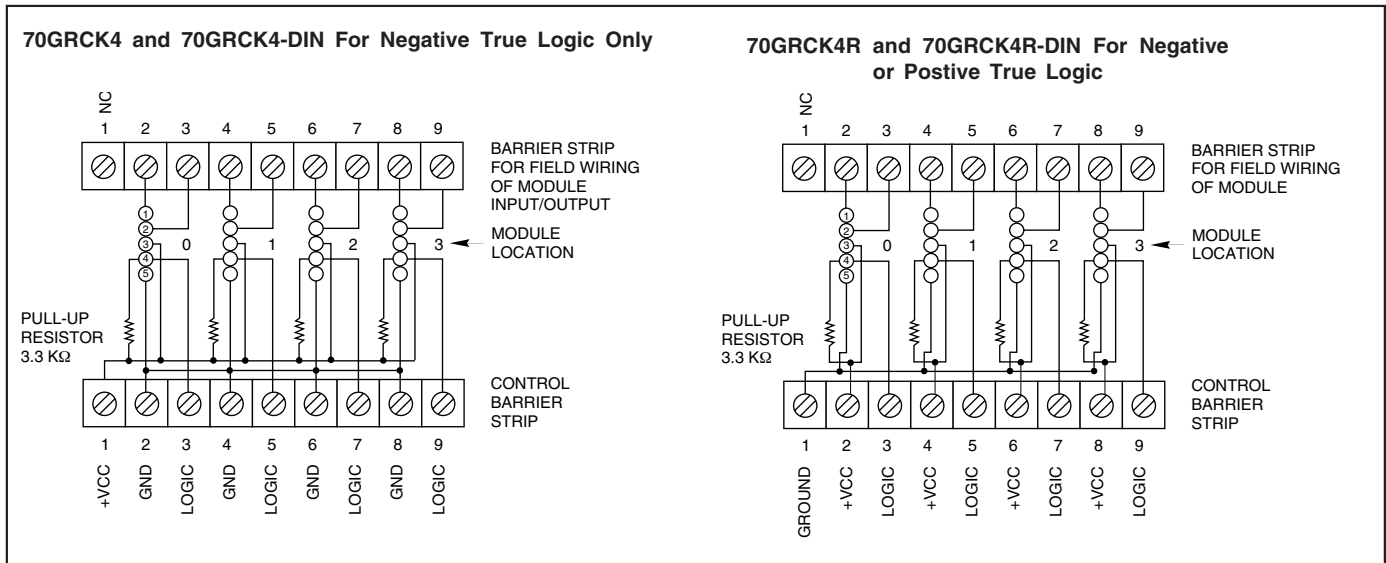 70GRCK4 and 70GRCK4-DIN For Negative True Logic Only
NC
1 2 3 4 5 6 7 8 9
BARRIER STRIP
FOR FIELD WIRING
OF MODULE
INPUT/OUTPUT
1
2
3
4
5
0 1 2 3
MODULE
LOCATION
PULL-UP
RESISTOR
3.3 KΩ
CONTROL
BARRIER
STRIP
1 2 3 4 5 6 7 8 9
+VCC
GND
LOGIC
GND
LOGIC
GND
LOGIC
GND
LOGIC
70GRCK4R and 70GRCK4R-DIN For Negative
or Postive True Logic
NC
1 2 3 4 5 6 7 8 9
BARRIER STRIP
FOR FIELD WIRING
OF MODULE
1
2
3
4
5
0 1 2 3
MODULE
LOCATION
PULL-UP
RESISTOR
3.3 KΩ
CONTROL
BARRIER
STRIP
1 2 3 4 5 6 7 8 9
GROUND
+VCC
LOGIC
+VCC
LOGIC
+VCC
LOGIC
+VCC
LOGIC